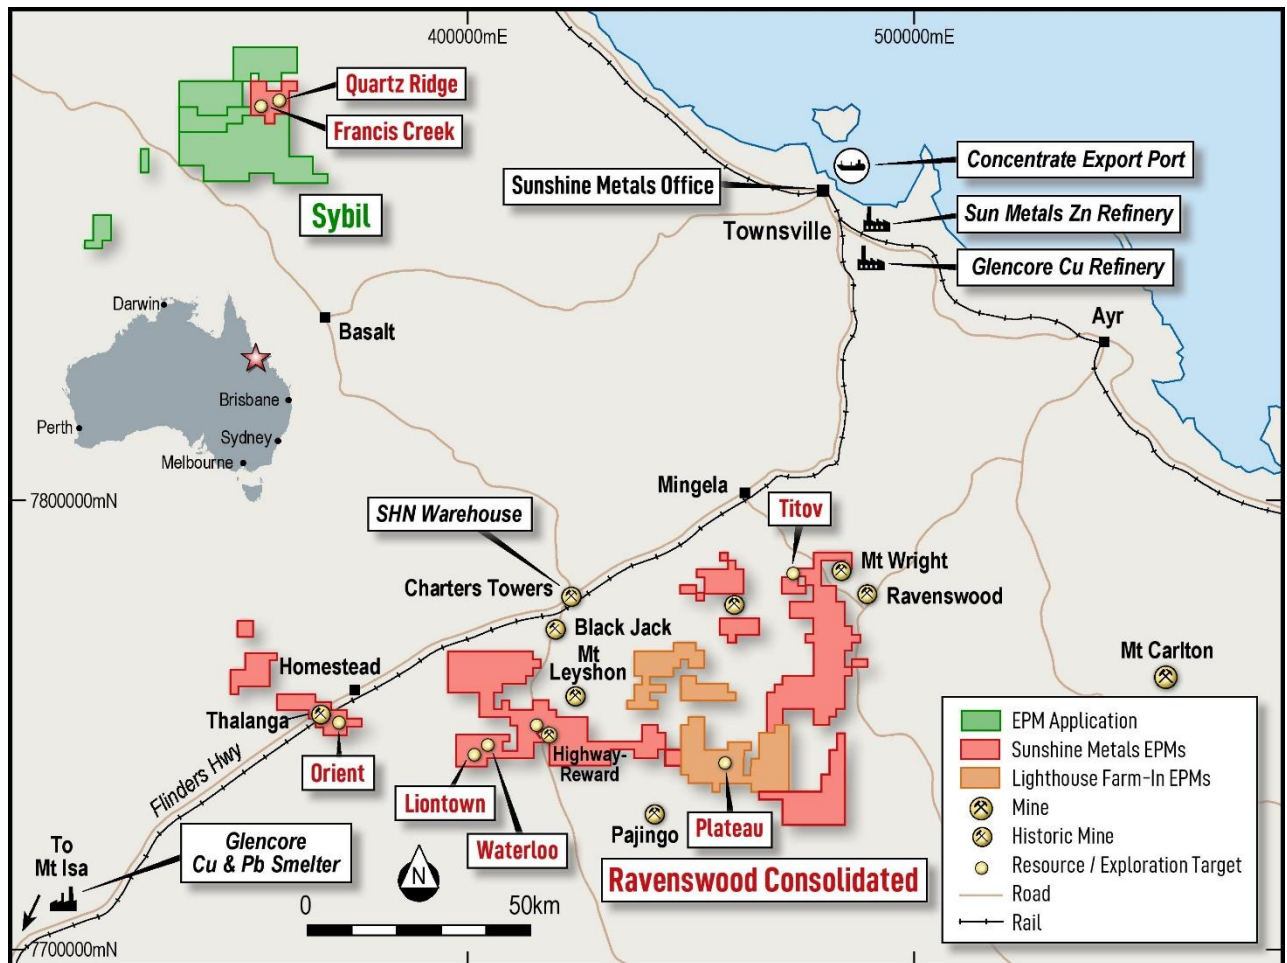 400000mE
500000mE
Quartz Ridge
Francis Creek
Sybil
Concentrate Export Port
Sunshine Metals Office
Sun Metals Zn Refinery
Townsville
Glencore Cu Refinery
Darwin
Basalt
Ayr
Brisbane
Perth
Sydney
Melbourne
7800000mN
Mingela
SHN Warehouse
Titov
Mt Wright
Charters Towers
Ravenswood
Black Jack
Mt
Leyshon
Mt Carlton
Homestead
Thalanga
Highway-
Reward
Orient
Flinders Hwy
Liontown
Waterloo
Pajingo
Plateau
To
Mt Isa
Glencore
Cu & Pb Smelter
N
Ravenswood Consolidated
0
50km
7700000mN
EPM Application
Sunshine Metals EPMs
Lighthouse Farm-In EPMs
Mine
Historic Mine
Resource / Exploration Target
Road
Rail